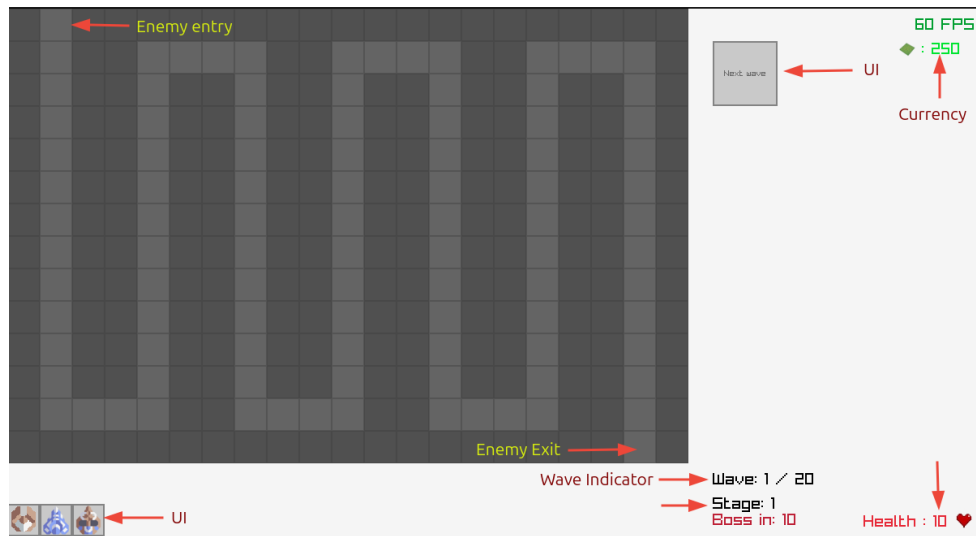 Enemy entry
60 FPS
: 250
Next wave
UI
Currency
Enemy Exit
Wave Indicator
Wave: 1 / 20
Stage: 1
Boss in: 10
UI
Health : 10